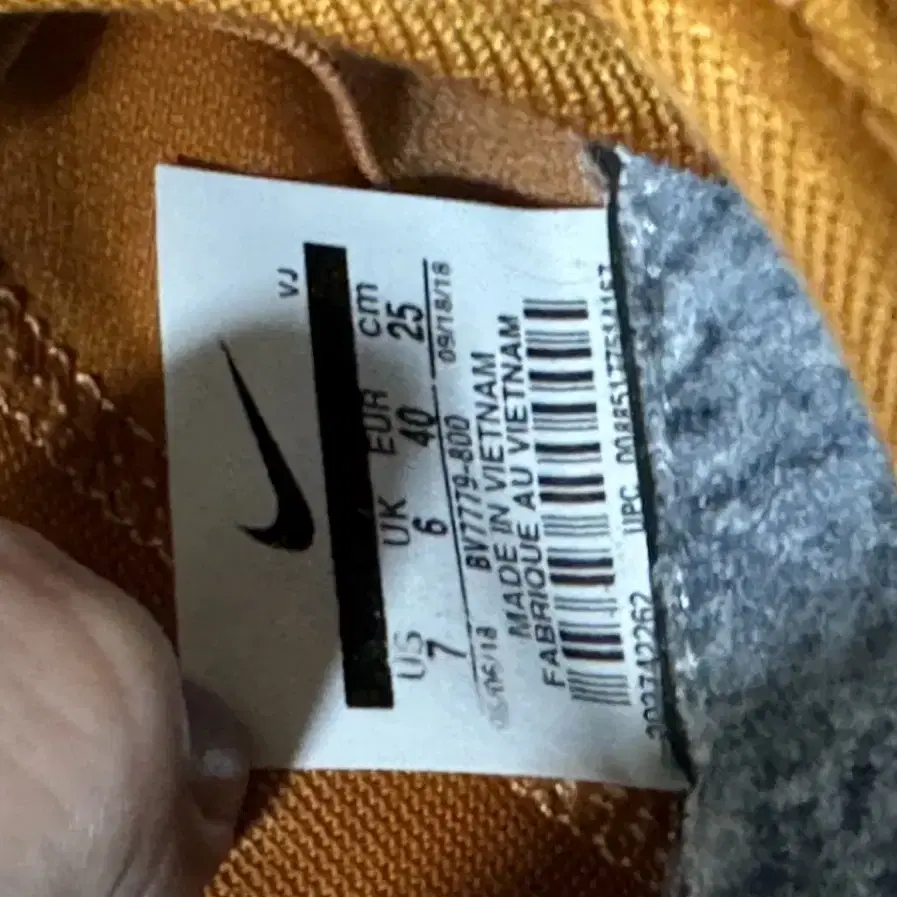 VJ
US UK EUR cm
7 6 40 25
BV7779-800 09/18/18
MADE IN VIETNAM
FABRIQUE AU VIETNAM
UPC